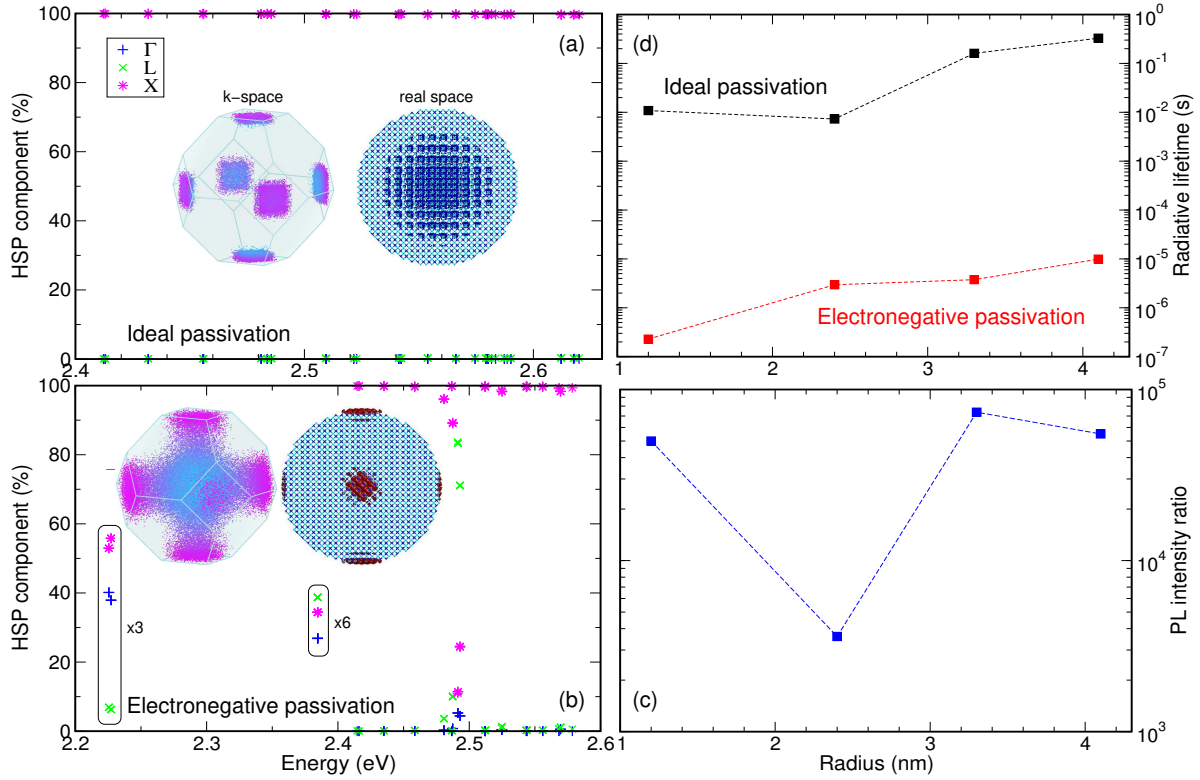 100
80
60
40
20
0
HSP component (%)
Γ
L
X
k-space
real space
(a)
Ideal passivation
2.4
2.5
2.6
(d)
Ideal passivation
Electronegative passivation
10^0
10^-1
10^-2
10^-3
10^-4
10^-5
10^-6
10^-7
Radiative lifetime (s)
1
2
3
4
100
80
60
40
20
0
HSP component (%)
x3
x6
Electronegative passivation
(b)
2.2
2.3
2.4
2.5
2.6
Energy (eV)
(c)
10^5
10^4
10^3
PL intensity ratio
1
2
3
4
Radius (nm)